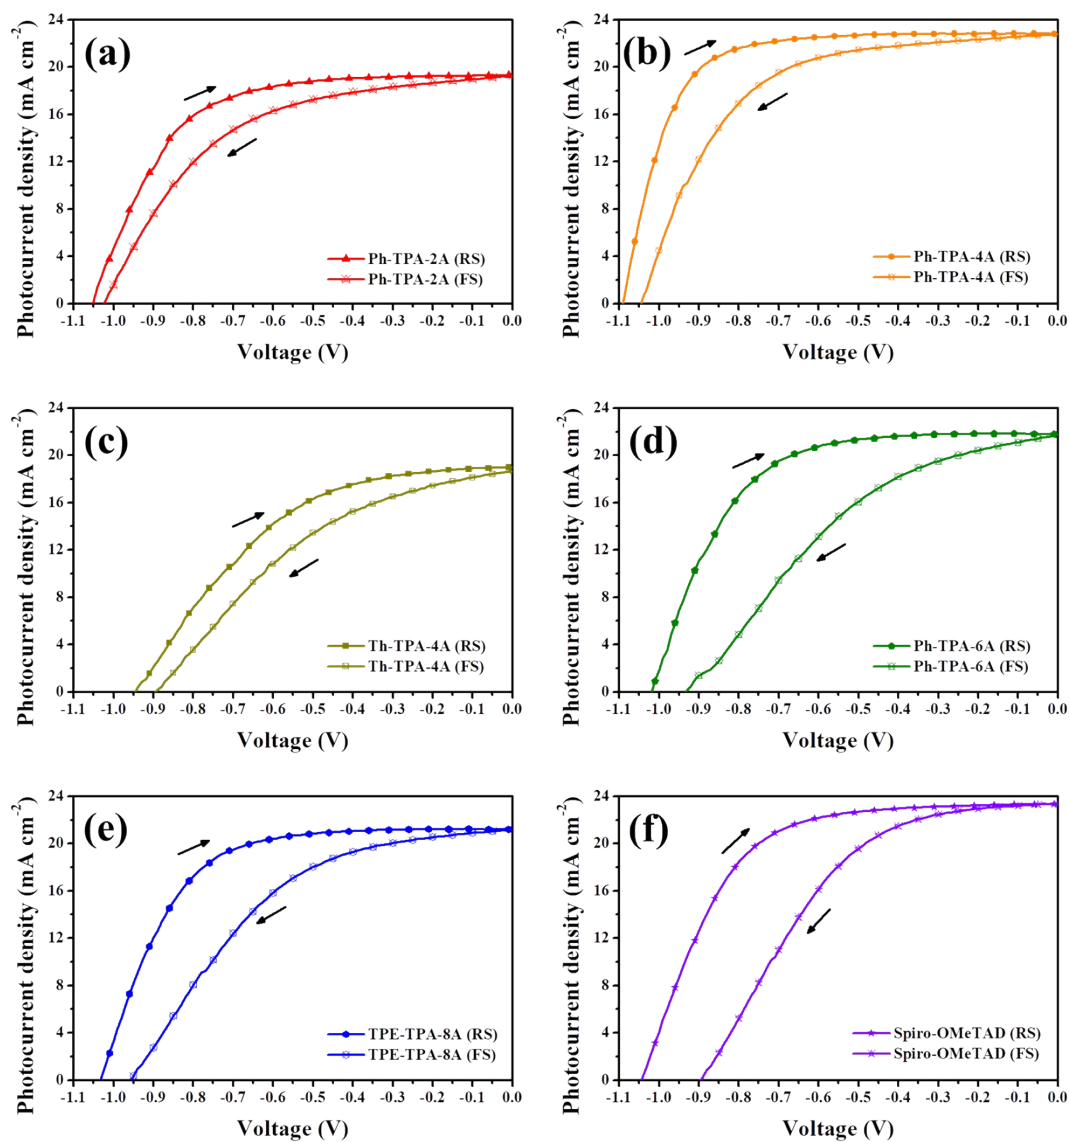 (a)
Photocurrent density (mA cm-2)
24
20
16
12
8
4
0
Ph-TPA-2A (RS)
Ph-TPA-2A (FS)
-1.1 -1.0 -0.9 -0.8 -0.7 -0.6 -0.5 -0.4 -0.3 -0.2 -0.1 0.0
Voltage (V)
(b)
Photocurrent density (mA cm-2)
24
20
16
12
8
4
0
Ph-TPA-4A (RS)
Ph-TPA-4A (FS)
-1.1 -1.0 -0.9 -0.8 -0.7 -0.6 -0.5 -0.4 -0.3 -0.2 -0.1 0.0
Voltage (V)
(c)
Photocurrent density (mA cm-2)
24
20
16
12
8
4
0
Th-TPA-4A (RS)
Th-TPA-4A (FS)
-1.1 -1.0 -0.9 -0.8 -0.7 -0.6 -0.5 -0.4 -0.3 -0.2 -0.1 0.0
Voltage (V)
(d)
Photocurrent density (mA cm-2)
24
20
16
12
8
4
0
Ph-TPA-6A (RS)
Ph-TPA-6A (FS)
-1.1 -1.0 -0.9 -0.8 -0.7 -0.6 -0.5 -0.4 -0.3 -0.2 -0.1 0.0
Voltage (V)
(e)
Photocurrent density (mA cm-2)
24
20
16
12
8
4
0
TPE-TPA-8A (RS)
TPE-TPA-8A (FS)
-1.1 -1.0 -0.9 -0.8 -0.7 -0.6 -0.5 -0.4 -0.3 -0.2 -0.1 0.0
Voltage (V)
(f)
Photocurrent density (mA cm-2)
24
20
16
12
8
4
0
Spiro-OMeTAD (RS)
Spiro-OMeTAD (FS)
-1.1 -1.0 -0.9 -0.8 -0.7 -0.6 -0.5 -0.4 -0.3 -0.2 -0.1 0.0
Voltage (V)